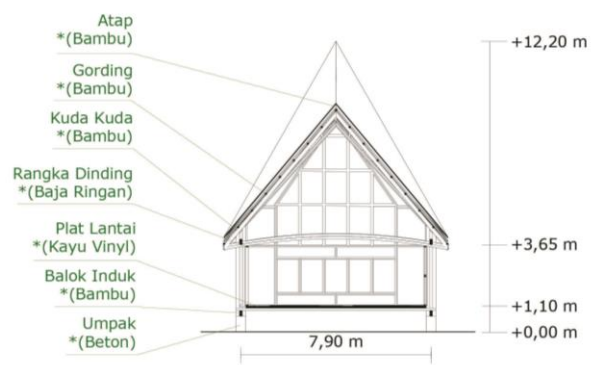 Atap
*(Bambu)
Gording
*(Bambu)
Kuda Kuda
*(Bambu)
Rangka Dinding
*(Baja Ringan)
Plat Lantai
*(Kayu Vinyl)
Balok Induk
*(Bambu)
Umpak
*(Beton)
+12,20 m
+3,65 m
+1,10 m
+0,00 m
7,90 m